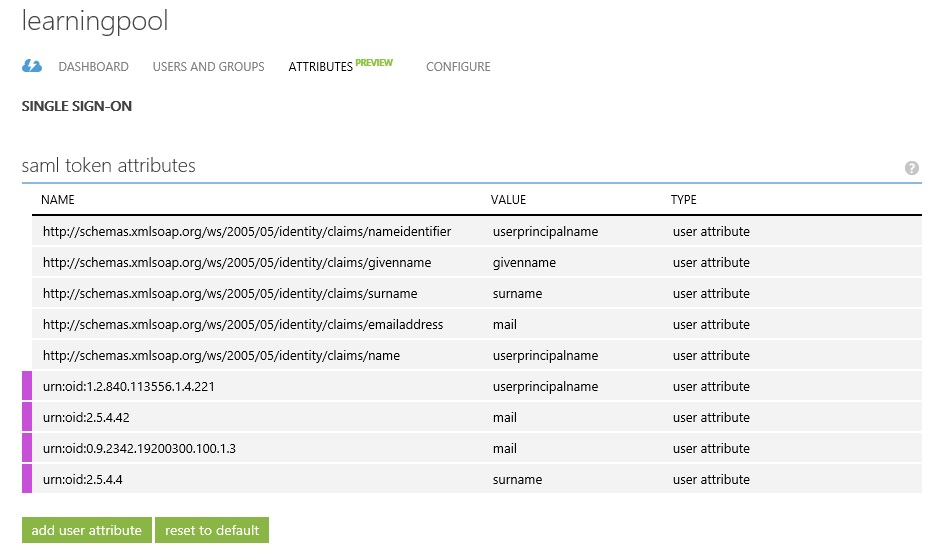 learningpool
DASHBOARD USERS AND GROUPS ATTRIBUTES PREVIEW CONFIGURE
SINGLE SIGN-ON
saml token attributes ?
NAME VALUE TYPE
http://schemas.xmlsoap.org/ws/2005/05/identity/claims/nameidentifier userprincipalname user attribute
http://schemas.xmlsoap.org/ws/2005/05/identity/claims/givenname givenname user attribute
http://schemas.xmlsoap.org/ws/2005/05/identity/claims/surname surname user attribute
http://schemas.xmlsoap.org/ws/2005/05/identity/claims/emailaddress mail user attribute
http://schemas.xmlsoap.org/ws/2005/05/identity/claims/name userprincipalname user attribute
urn:oid:1.2.840.113556.1.4.221 userprincipalname user attribute
urn:oid:2.5.4.42 mail user attribute
urn:oid:0.9.2342.19200300.100.1.3 mail user attribute
urn:oid:2.5.4.4 surname user attribute
add user attribute reset to default